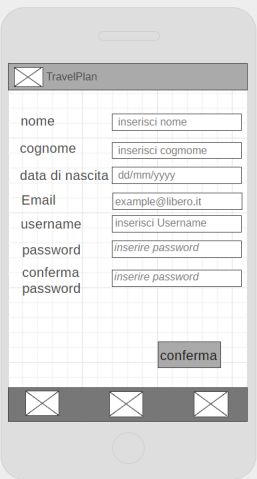 TravelPlan
nome inserisci nome
cognome inserisci cogmome
data di nascita dd/mm/yyyy
Email example@libero.it
username inserisci Username
password inserire password
conferma password inserire password
conferma